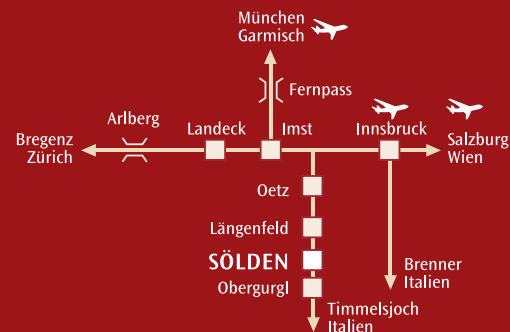 München
Garmisch
Fernpass
Arlberg
Bregenz
Zürich
Landeck
Imst
Innsbruck
Salzburg
Wien
Oetz
Längenfeld
SÖLDEN
Obergurgl
Brenner
Italien
Timmelsjoch
Italien